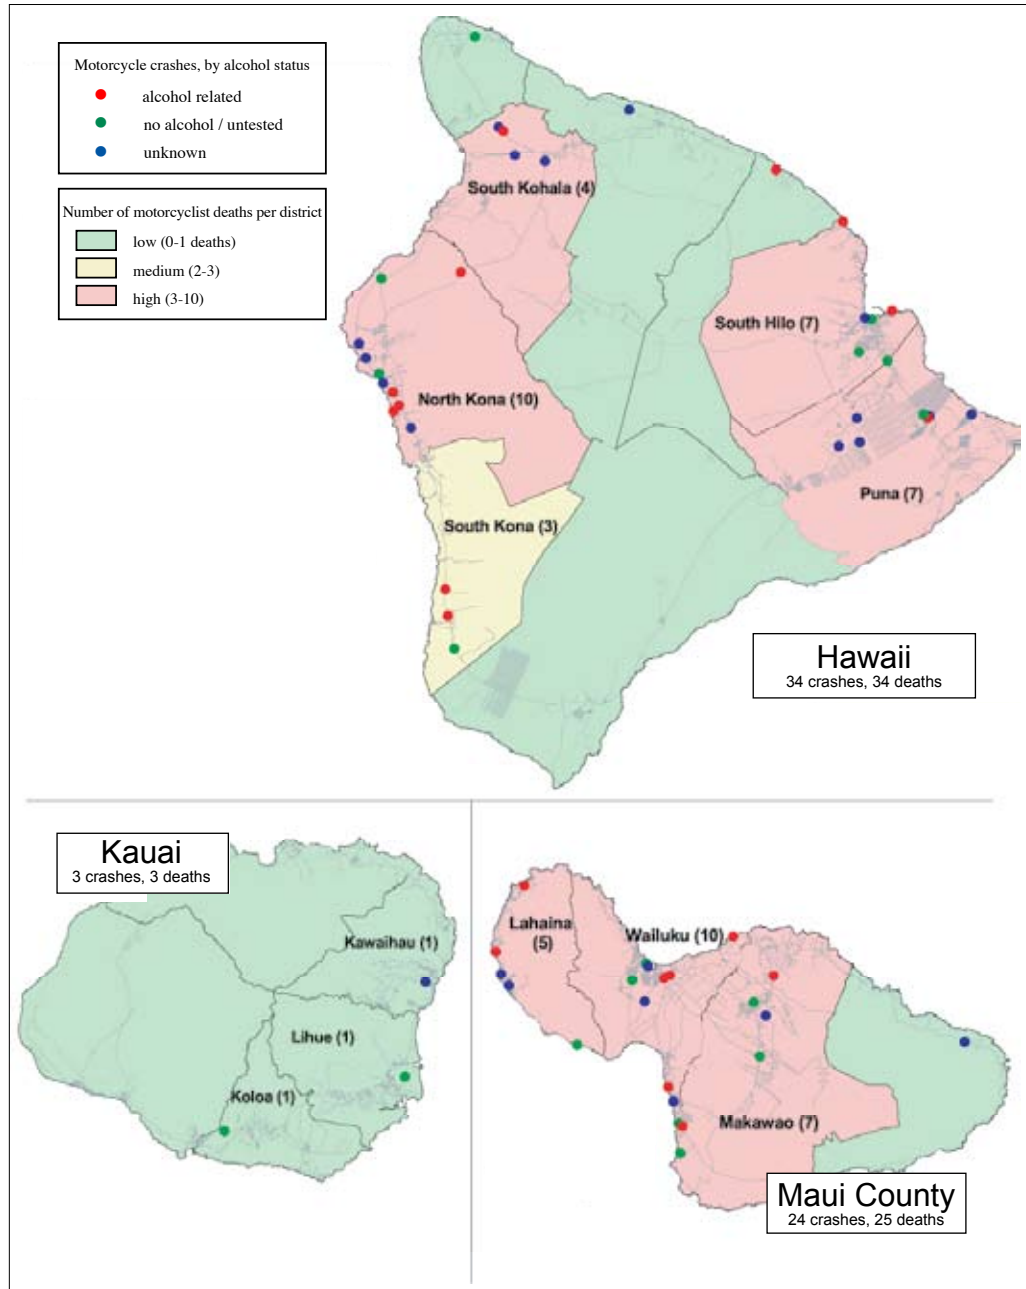 Motorcycle crashes, by alcohol status
alcohol related
no alcohol / untested
unknown
Number of motorcyclist deaths per district
low (0-1 deaths)
medium (2-3)
high (3-10)
South Kohala (4)
South Hilo (7)
North Kona (10)
Puna (7)
South Kona (3)
Hawaii
34 crashes, 34 deaths
Kauai
3 crashes, 3 deaths
Kawaihau (1)
Lihue (1)
Koloa (1)
Lahaina
(5)
Wailuku (10)
Makawao (7)
Maui County
24 crashes, 25 deaths